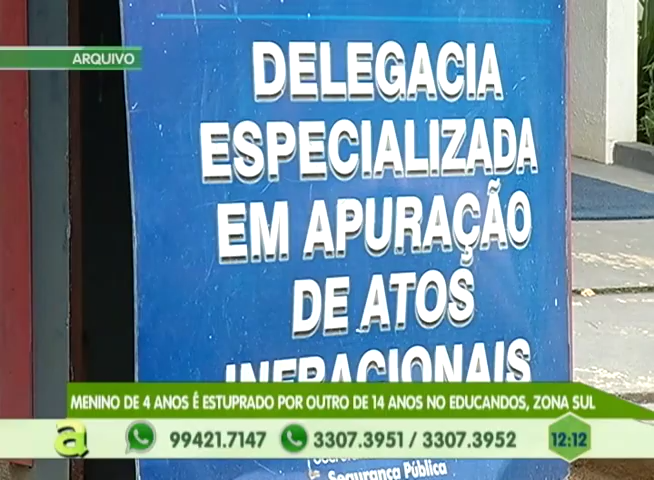 ARQUIVO
DELEGACIA
ESPECIALIZADA
EM APURAÇÃO
DE ATOS
INFRACIONAIS
MENINO DE 4 ANOS É ESTUPRADO POR OUTRO DE 14 ANOS NO EDUCANDOS, ZONA SUL
a 99421.7147 3307.3951 / 3307.3952 12:12
Segurança Pública